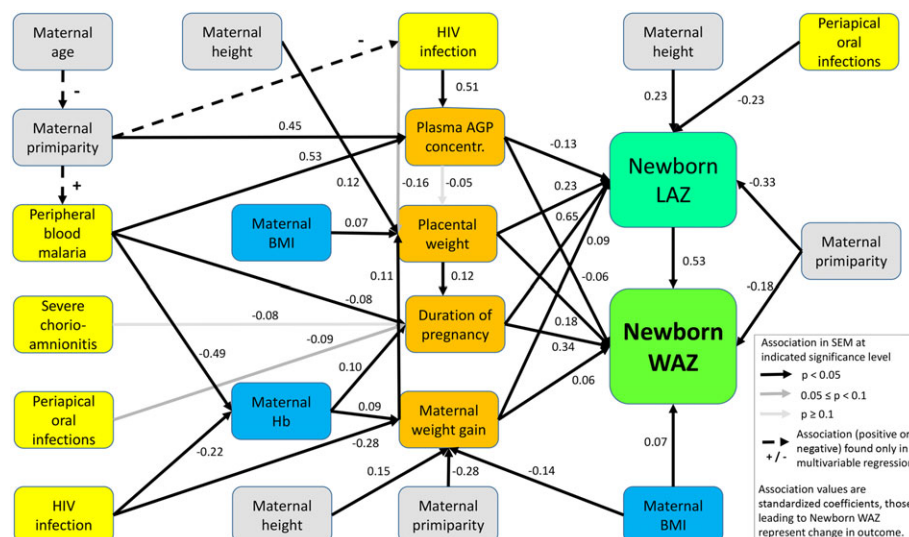 Maternal
age
Maternal
height
HIV
infection
Maternal
height
Periapical
oral
infections
-
-
0.51
0.23
-0.23
Maternal
primiparity
0.45
Plasma AGP
concentr.
-0.13
Newborn
LAZ
+
0.53
0.12
-0.16
-0.05
0.23
-0.33
Peripheral
blood
malaria
Maternal
BMI
0.07
Placental
weight
0.65
0.09
Maternal
primiparity
0.11
0.12
-0.06
0.53
-0.08
-0.18
Severe
chorio-
amnionitis
-0.08
Duration of
pregnancy
0.18
0.34
Newborn
WAZ
-0.09
-0.49
0.10
0.06
Periapical
oral
infections
Maternal
Hb
0.09
Maternal
weight gain
-0.22
-0.28
0.07
HIV
infection
0.15
-0.28
-0.14
Maternal
height
Maternal
primiparity
Maternal
BMI
Association in SEM at
indicated significance level
p < 0.05
0.05 ≤ p < 0.1
p ≥ 0.1
Association (positive or
+ / - negative) found only in
multivariable regression
Association values are
standardized coefficients, those
leading to Newborn WAZ
represent change in outcome.